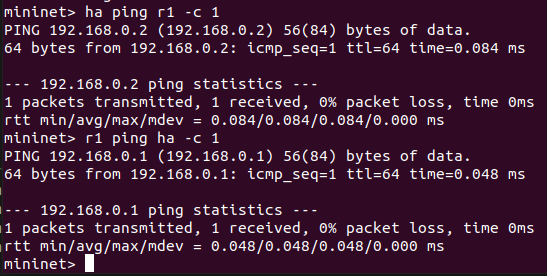 mininet> ha ping r1 -c 1
PING 192.168.0.2 (192.168.0.2) 56(84) bytes of data.
64 bytes from 192.168.0.2: icmp_seq=1 ttl=64 time=0.084 ms

--- 192.168.0.2 ping statistics ---
1 packets transmitted, 1 received, 0% packet loss, time 0ms
rtt min/avg/max/mdev = 0.084/0.084/0.084/0.000 ms
mininet> r1 ping ha -c 1
PING 192.168.0.1 (192.168.0.1) 56(84) bytes of data.
64 bytes from 192.168.0.1: icmp_seq=1 ttl=64 time=0.048 ms

--- 192.168.0.1 ping statistics ---
1 packets transmitted, 1 received, 0% packet loss, time 0ms
rtt min/avg/max/mdev = 0.048/0.048/0.048/0.000 ms
mininet>